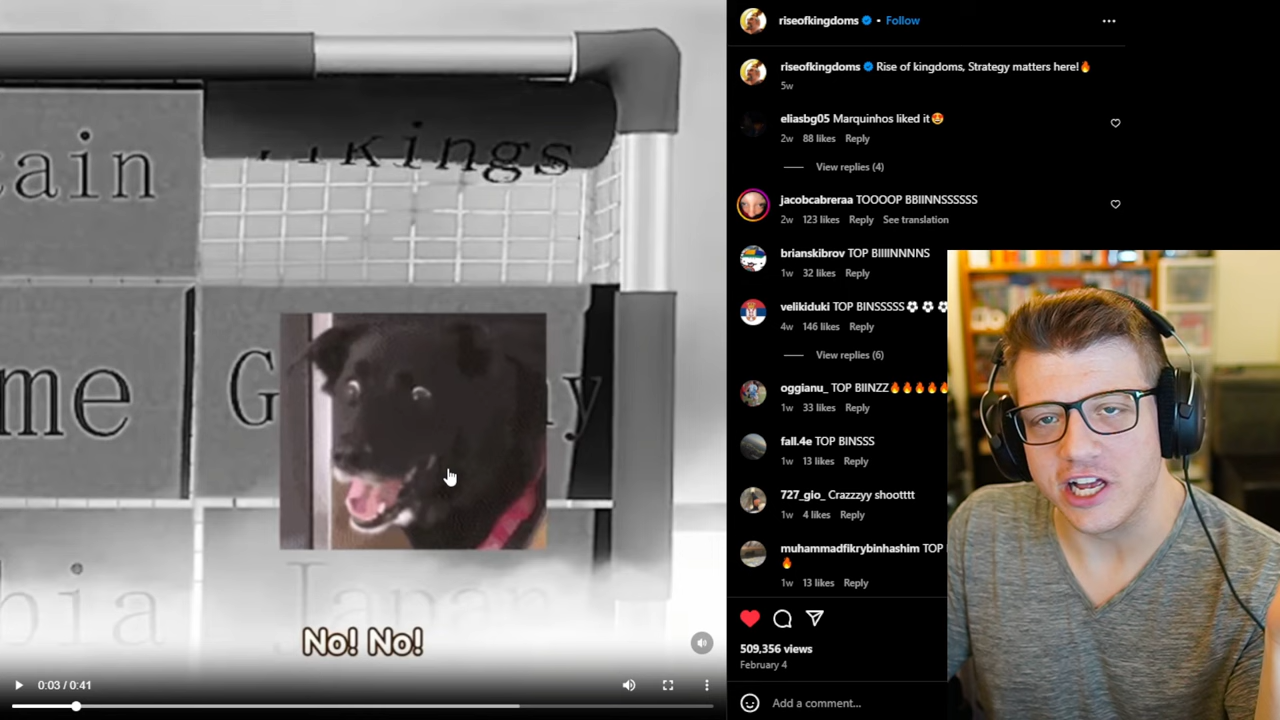 tain
vikings
me
G
y
bia
Japan
No! No!
0:03 / 0:41
riseofkingdoms • Follow
riseofkingdoms Rise of kingdoms, Strategy matters here!🔥
5w
eliasbg05 Marquinhos liked it😍
2w 88 likes Reply
View replies (4)
jacobcabreraa TOOOOP BBIINNSSSSSS
2w 123 likes Reply See translation
brianskibrov TOP BIIIINNNNS
1w 32 likes Reply
velikiduki TOP BINSSSSS⚽⚽⚽
4w 146 likes Reply
View replies (6)
oggianu_ TOP BIINZZ🔥🔥🔥🔥🔥
1w 33 likes Reply
fall.4e TOP BINSSS
1w 13 likes Reply
727_gio_ Crazzzyy shootttt
1w 4 likes Reply
muhammadfikrybinhashim TOP
🔥
1w 13 likes Reply
509,356 views
February 4
Add a comment...